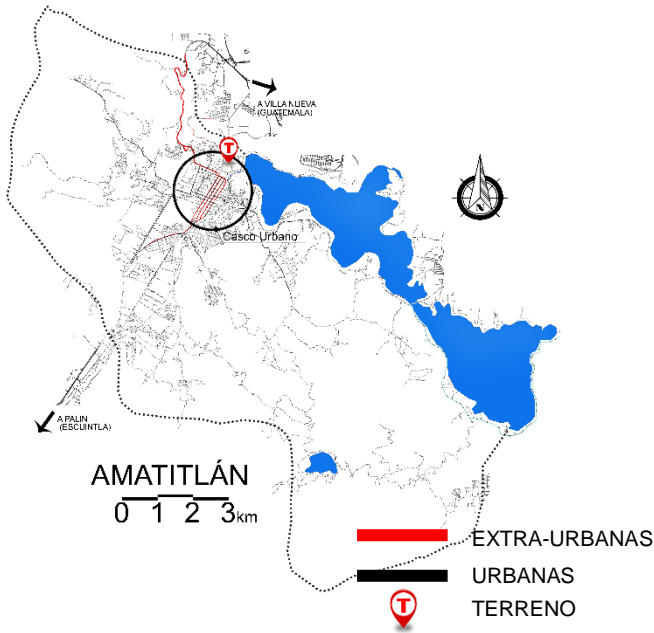 A VILLA NUEVA
(GUATEMALA)
T
N
Casco Urbano
A PALIN
(ESCUINTLA)
AMATITLÁN
0 1 2 3km
EXTRA-URBANAS
URBANAS
T
TERRENO